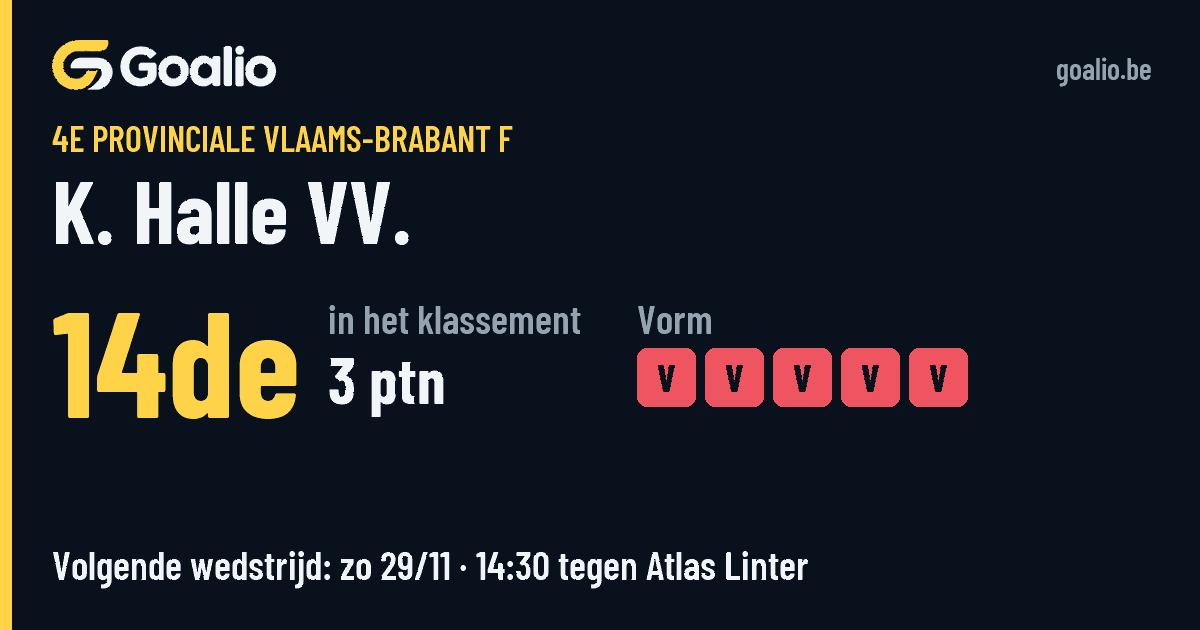 Goalio
goalio.be
4E PROVINCIALE VLAAMS-BRABANT F
K. Halle VV.
14de
in het klassement
3 ptn
Vorm
V V V V V
Volgende wedstrijd: zo 29/11 · 14:30 tegen Atlas Linter